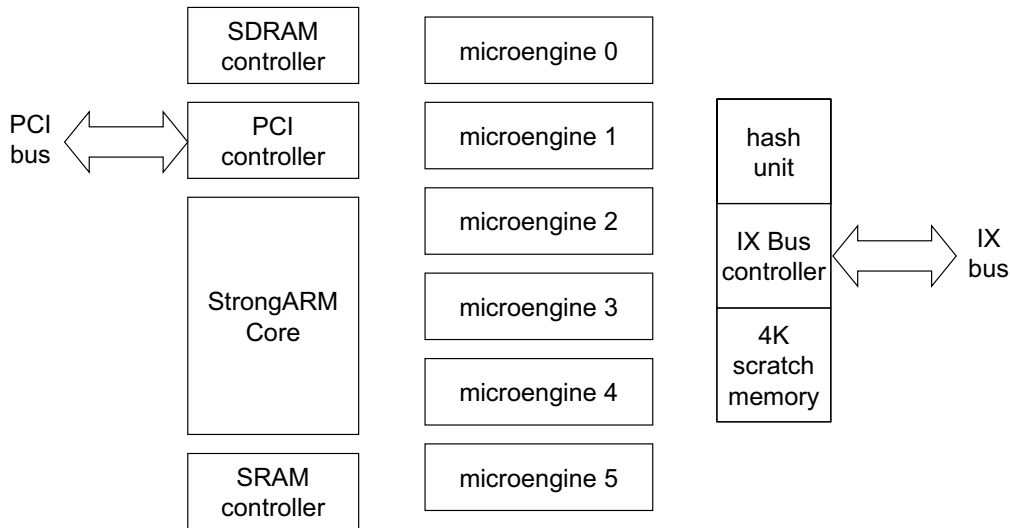 SDRAM
controller
PCI
bus
PCI
controller
StrongARM
Core
SRAM
controller
microengine 0
microengine 1
microengine 2
microengine 3
microengine 4
microengine 5
hash
unit
IX Bus
controller
4K
scratch
memory
IX
bus